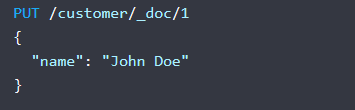 PUT /customer/_doc/1
{
  "name": "John Doe"
}